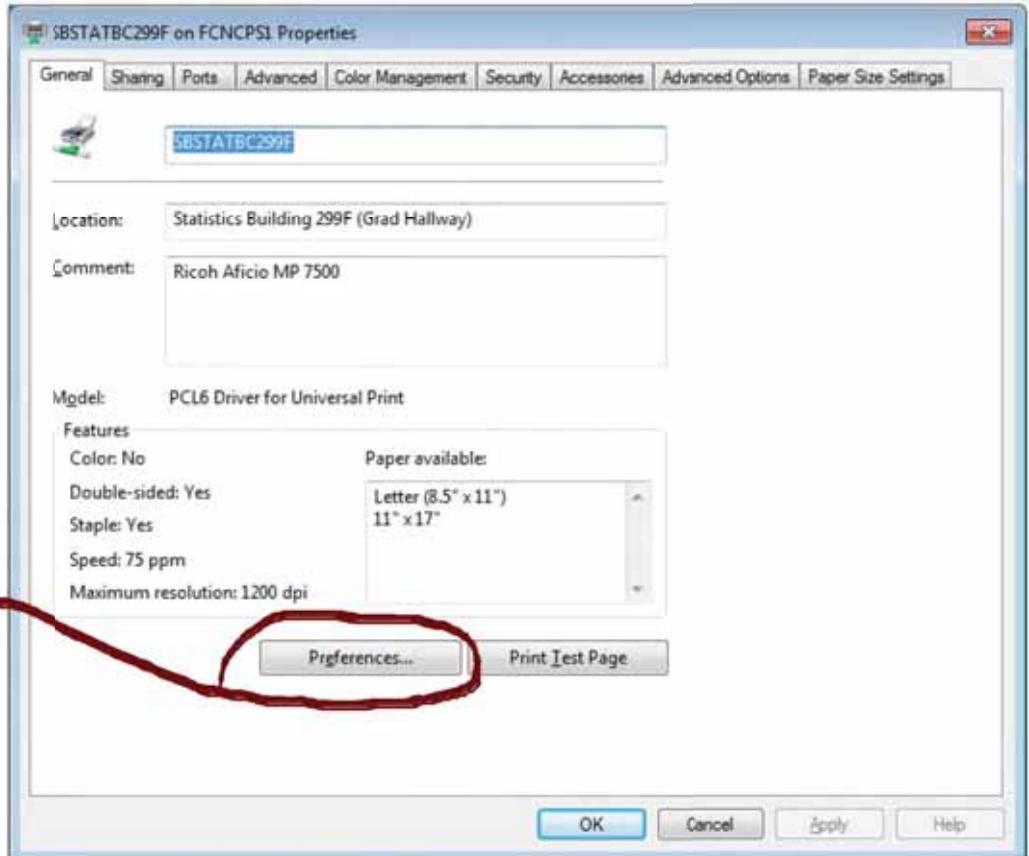 SBSTATBC299F on FCNCPS1 Properties
General Sharing Ports Advanced Color Management Security Accessories Advanced Options Paper Size Settings
SBSTATBC299F
Location: Statistics Building 299F (Grad Hallway)
Comment: Ricoh Aficio MP 7500
Model: PCL6 Driver for Universal Print
Features
Color: No Paper available:
Double-sided: Yes Letter (8.5" x 11")
11" x 17"
Staple: Yes
Speed: 75 ppm
Maximum resolution: 1200 dpi
Preferences... Print Test Page
OK Cancel Apply Help